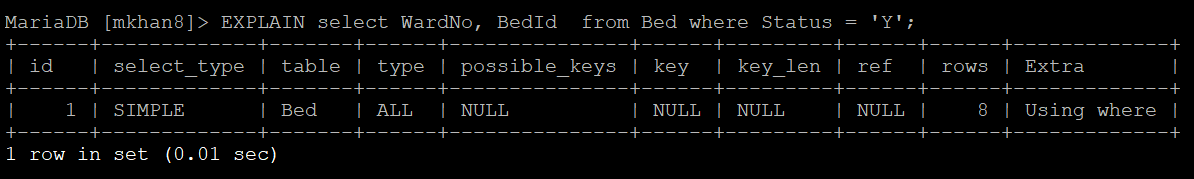 MariaDB [mkhan8]> EXPLAIN select WardNo, BedId  from Bed where Status = 'Y';
+------+-------------+-------+------+---------------+------+---------+------+------+-------------+
| id   | select_type | table | type | possible_keys | key  | key_len | ref  | rows | Extra       |
+------+-------------+-------+------+---------------+------+---------+------+------+-------------+
|    1 | SIMPLE      | Bed   | ALL  | NULL          | NULL | NULL    | NULL |    8 | Using where |
+------+-------------+-------+------+---------------+------+---------+------+------+-------------+
1 row in set (0.01 sec)